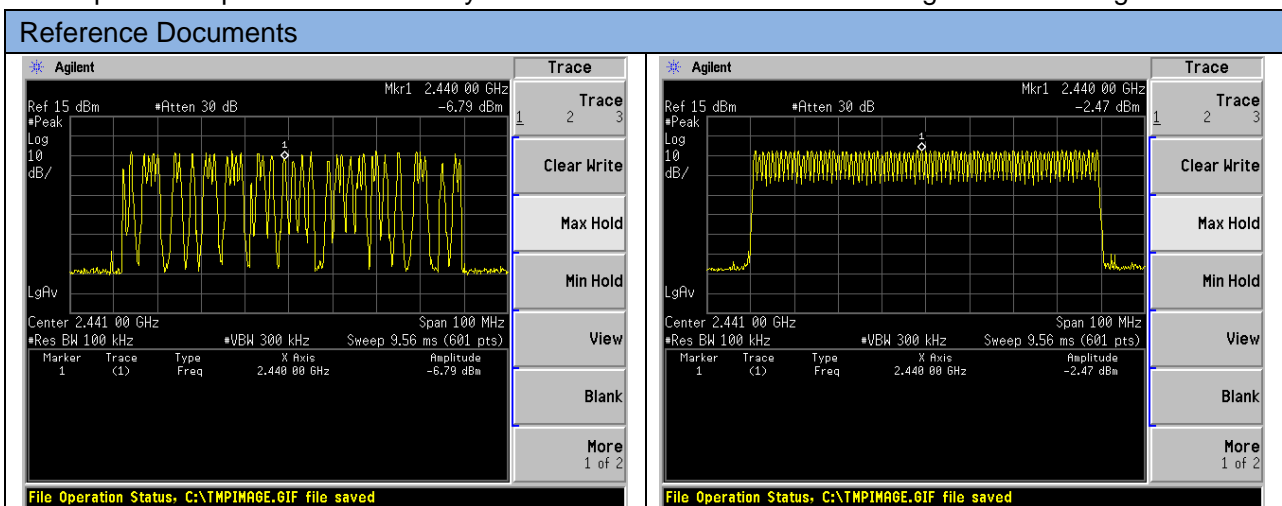 Reference Documents
Agilent
Mkr1 2.440 00 GHz
Ref 15 dBm #Atten 30 dB -6.79 dBm
#Peak
Log
10
dB/
1
LgAv
Center 2.441 00 GHz Span 100 MHz
#Res BW 100 kHz #VBW 300 kHz Sweep 9.56 ms (601 pts)
Marker Trace Type X Axis Amplitude
1 (1) Freq 2.440 00 GHz -6.79 dBm
File Operation Status, C:\TMPIMAGE.GIF file saved
Trace
Trace
1 2 3
Clear Write
Max Hold
Min Hold
View
Blank
More
1 of 2
Agilent
Mkr1 2.440 00 GHz
Ref 15 dBm #Atten 30 dB -2.47 dBm
#Peak
Log
10
dB/
1
LgAv
Center 2.441 00 GHz Span 100 MHz
#Res BW 100 kHz #VBW 300 kHz Sweep 9.56 ms (601 pts)
Marker Trace Type X Axis Amplitude
1 (1) Freq 2.440 00 GHz -2.47 dBm
File Operation Status, C:\TMPIMAGE.GIF file saved
Trace
Trace
1 2 3
Clear Write
Max Hold
Min Hold
View
Blank
More
1 of 2